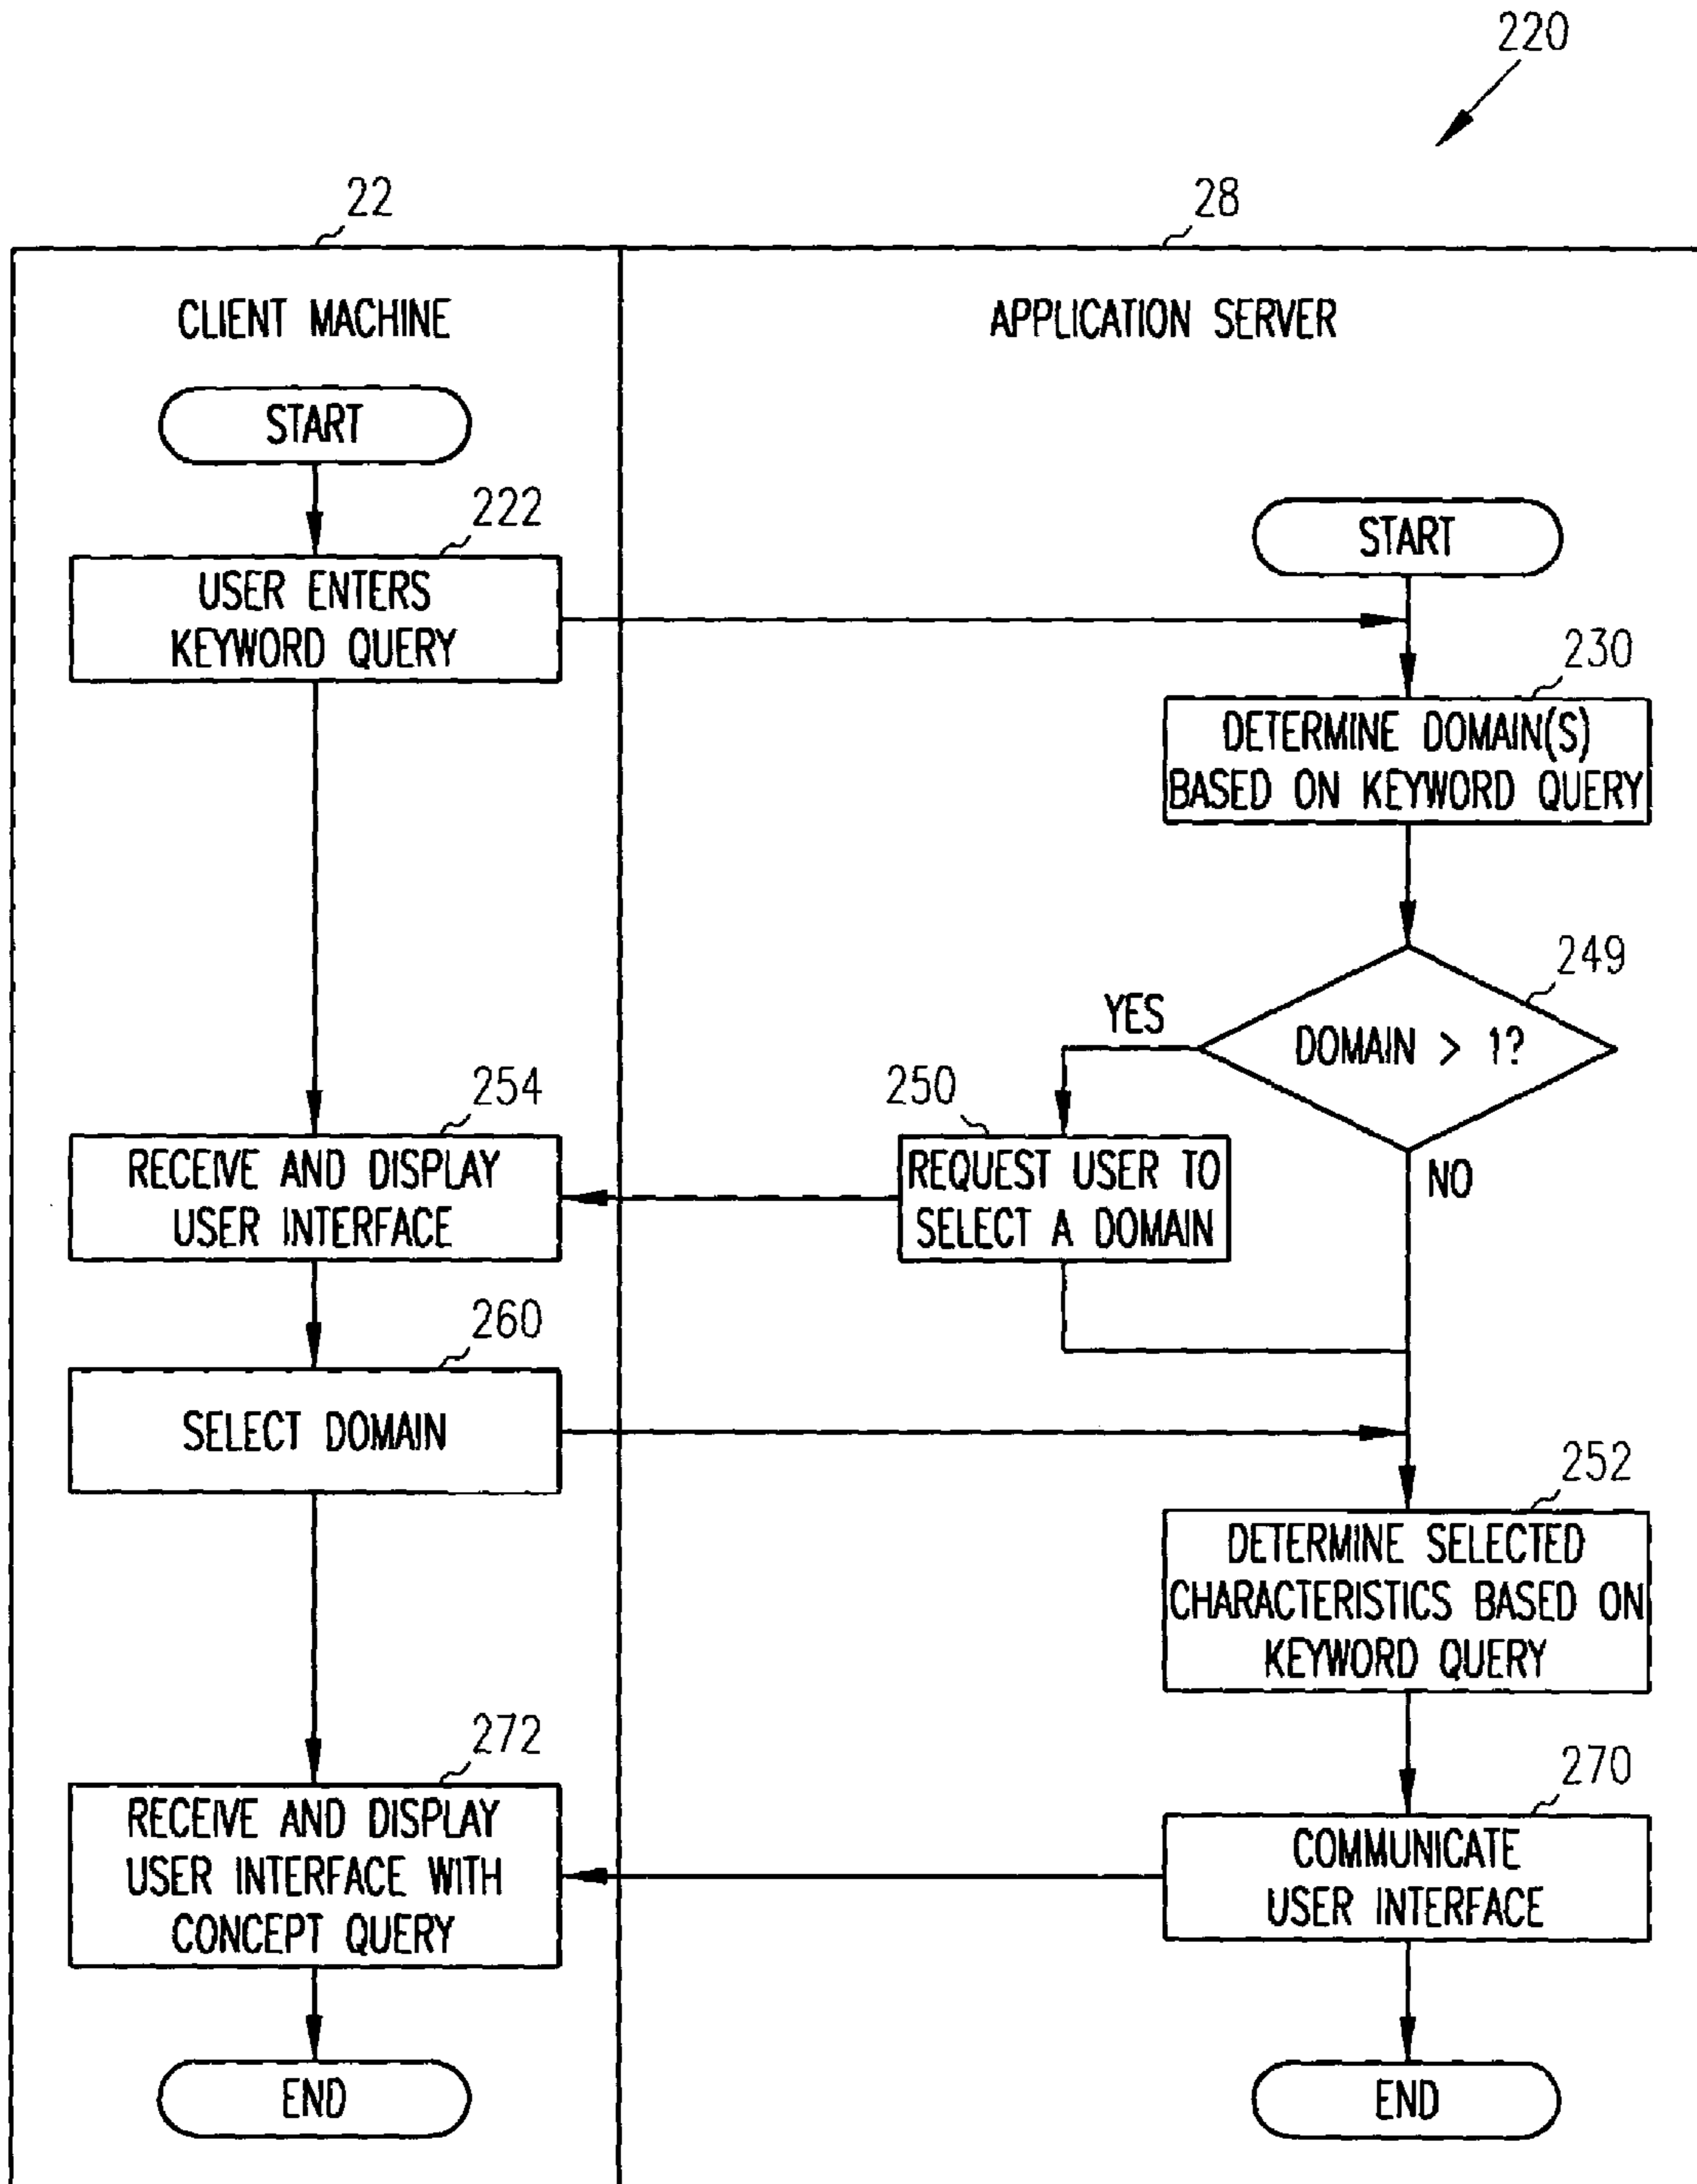 220
22
28
CLIENT MACHINE
APPLICATION SERVER
START
222
USER ENTERS
KEYWORD QUERY
START
230
DETERMINE DOMAIN(S)
BASED ON KEYWORD QUERY
249
DOMAIN > 1?
YES
NO
250
REQUEST USER TO
SELECT A DOMAIN
254
RECEIVE AND DISPLAY
USER INTERFACE
260
SELECT DOMAIN
252
DETERMINE SELECTED
CHARACTERISTICS BASED ON
KEYWORD QUERY
270
COMMUNICATE
USER INTERFACE
272
RECEIVE AND DISPLAY
USER INTERFACE WITH
CONCEPT QUERY
END
END